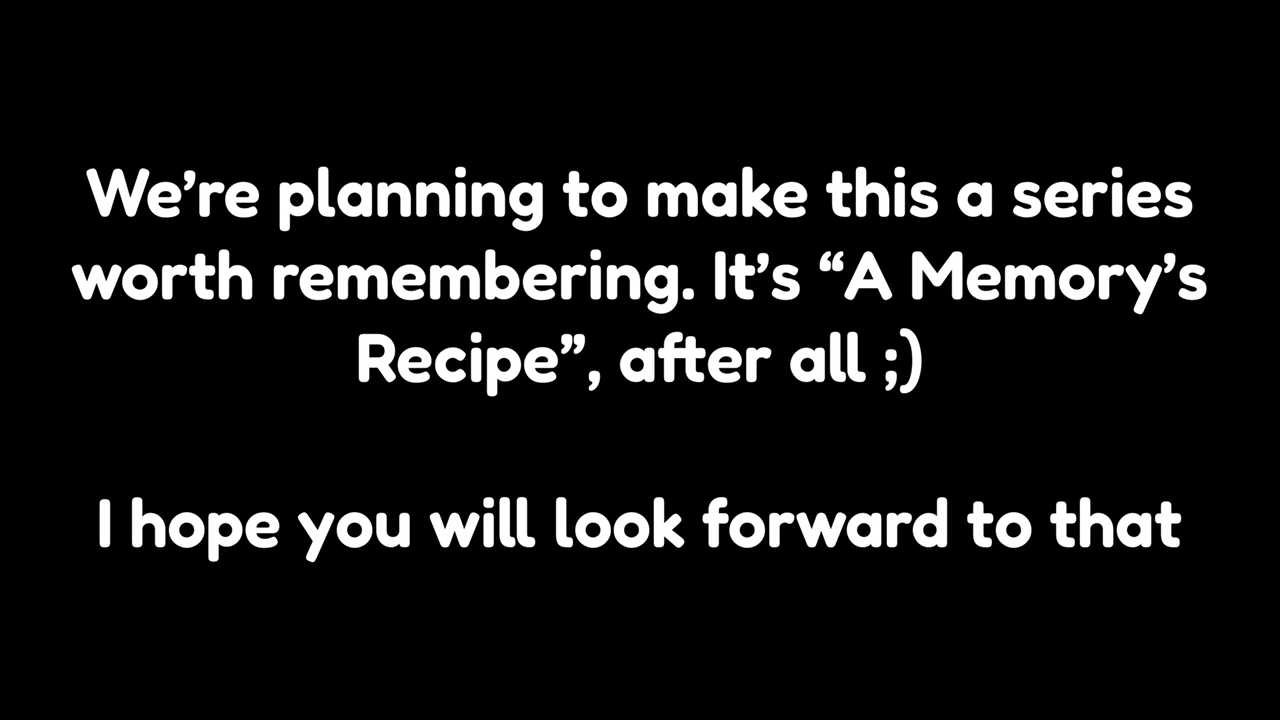 We’re planning to make this a series
worth remembering. It’s “A Memory’s
Recipe”, after all ;)
I hope you will look forward to that